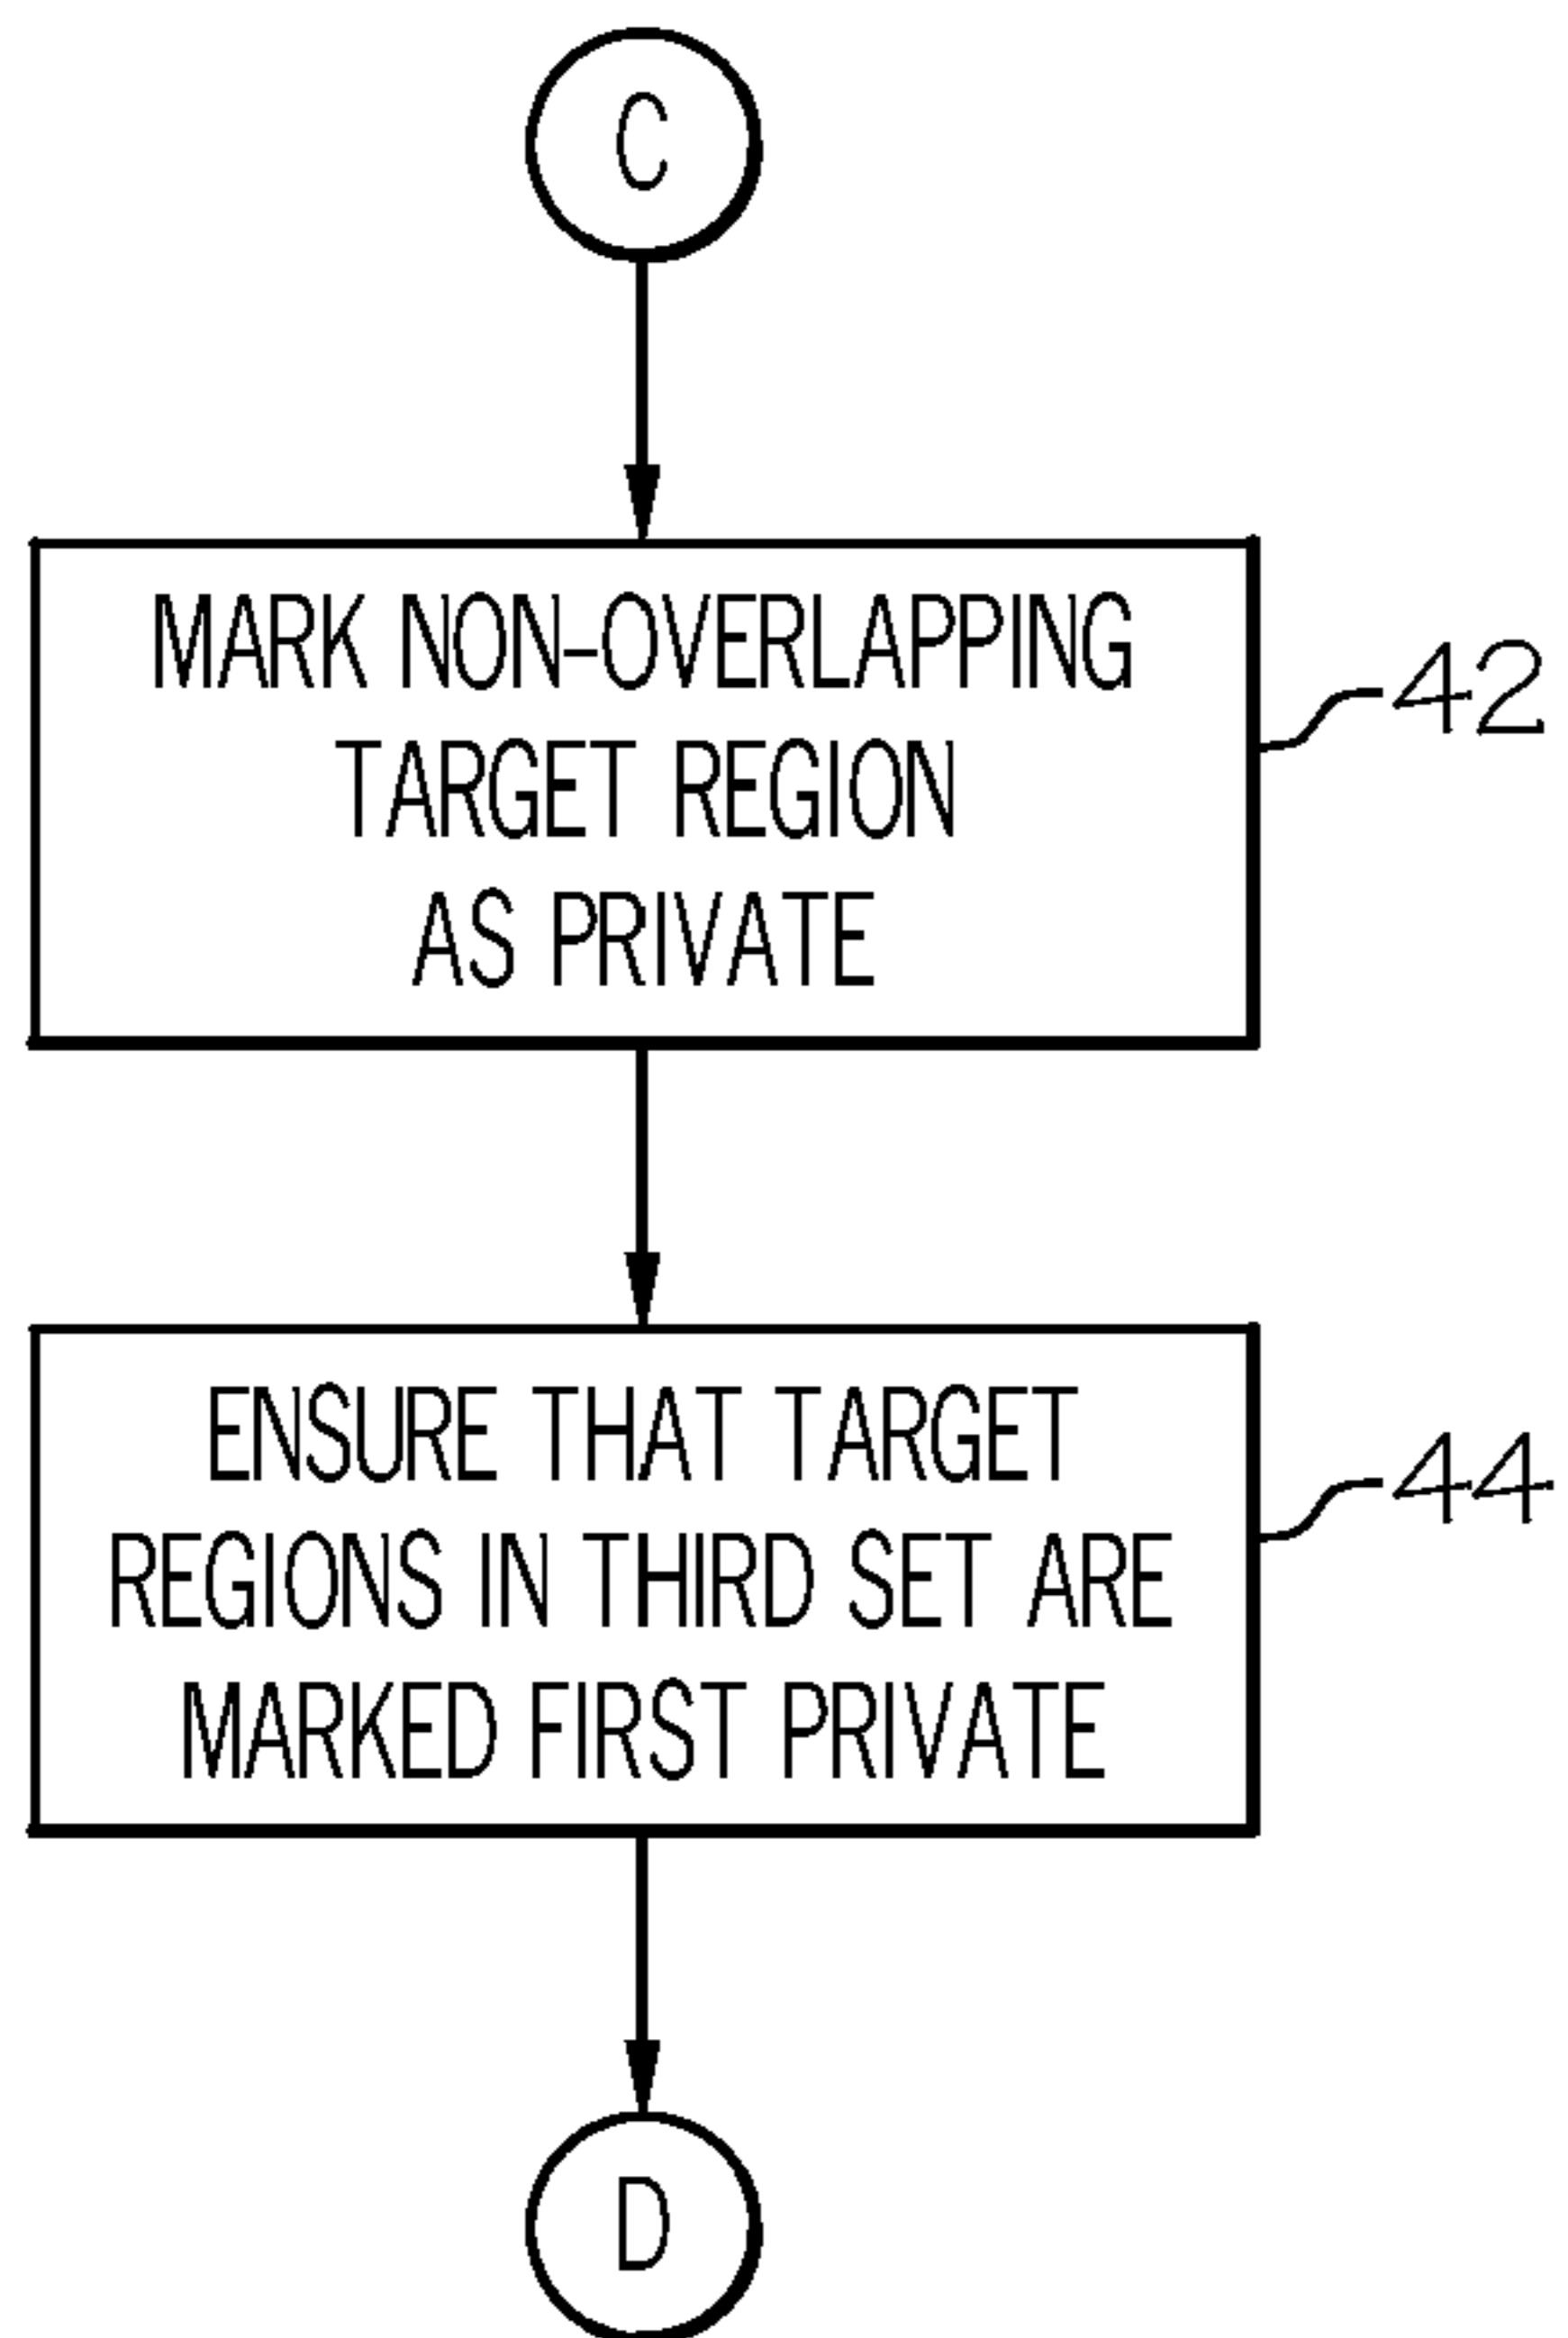 C
MARK NON-OVERLAPPING
TARGET REGION
AS PRIVATE
42
ENSURE THAT TARGET
REGIONS IN THIRD SET ARE
MARKED FIRST PRIVATE
44
D